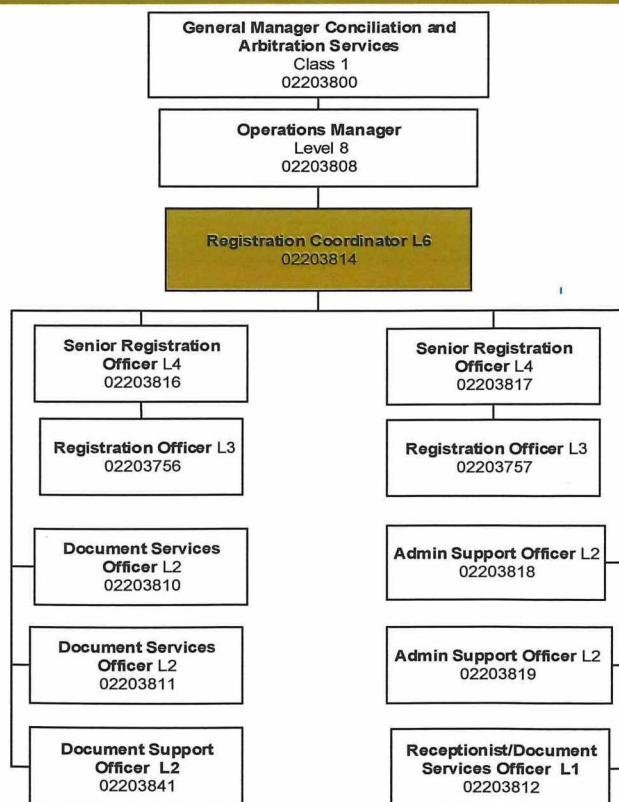 General Manager Conciliation and
Arbitration Services
Class 1
02203800
Operations Manager
Level 8
02203808
Registration Coordinator L6
02203814
Senior Registration
Officer L4
02203816
Registration Officer L3
02203756
Document Services
Officer L2
02203810
Document Services
Officer L2
02203811
Document Support
Officer L2
02203841
Senior Registration
Officer L4
02203817
Registration Officer L3
02203757
Admin Support Officer L2
02203818
Admin Support Officer L2
02203819
Receptionist/Document
Services Officer L1
02203812